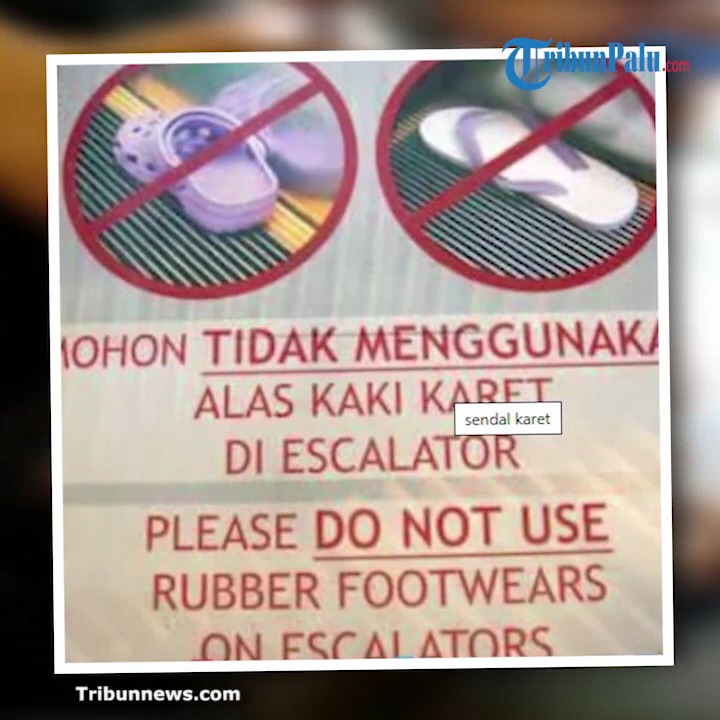 TribunPalu.com
MOHON TIDAK MENGGUNAKA
ALAS KAKI KARET
sendal karet
DI ESCALATOR
PLEASE DO NOT USE
RUBBER FOOTWEARS
ON ESCALATORS
Tribunnews.com